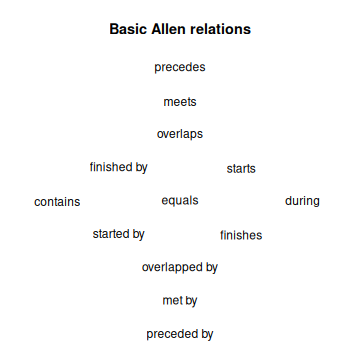 Basic Allen relations
precedes
meets
overlaps
finished by starts
contains equals during
started by finishes
overlapped by
met by
preceded by